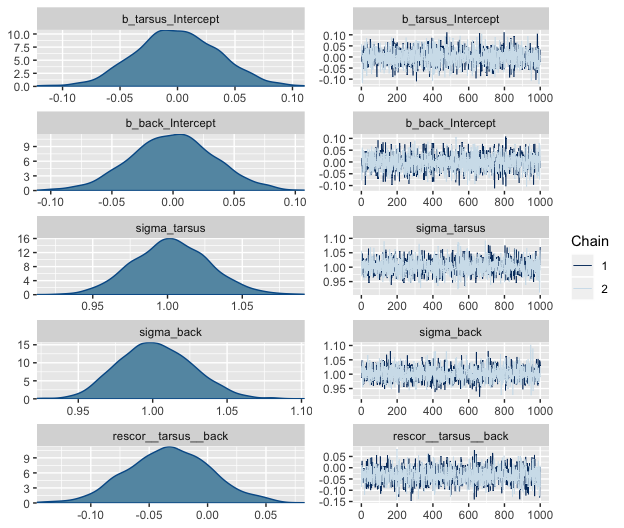 b_tarsus_Intercept
10.0
7.5
5.0
2.5
0.0
-0.10 -0.05 0.00 0.05 0.10
b_tarsus_Intercept
0.10
0.05
0.00
-0.05
-0.10
0 200 400 600 800 1000
b_back_Intercept
9
6
3
0
-0.10 -0.05 0.00 0.05 0.10
b_back_Intercept
0.10
0.05
0.00
-0.05
-0.10
0 200 400 600 800 1000
sigma_tarsus
16
12
8
4
0
0.95 1.00 1.05
sigma_tarsus
1.10
1.05
1.00
0.95
0 200 400 600 800 1000
sigma_back
15
10
5
0
0.95 1.00 1.05 1.10
sigma_back
1.10
1.05
1.00
0.95
0 200 400 600 800 1000
rescor__tarsus__back
9
6
3
0
-0.10 -0.05 0.00 0.05
rescor__tarsus__back
0.05
0.00
-0.05
-0.10
-0.15
0 200 400 600 800 1000
Chain
1
2